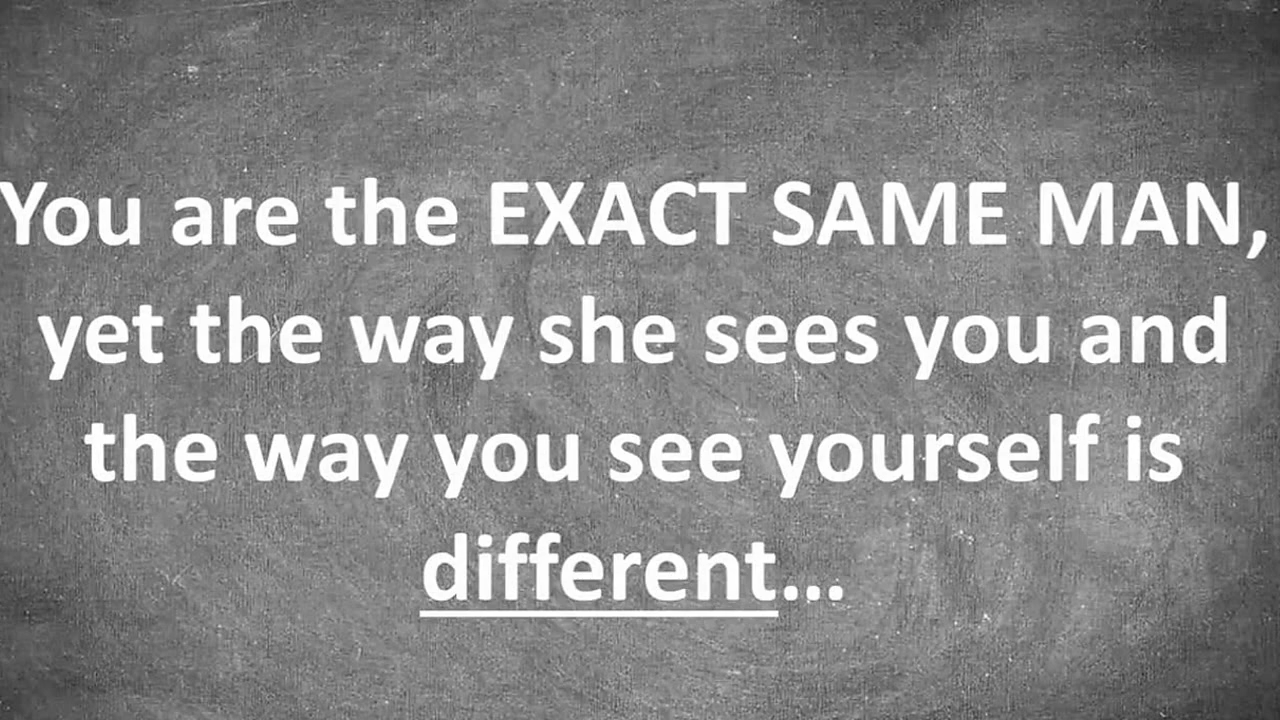 You are the EXACT SAME MAN,
yet the way she sees you and
the way you see yourself is
different...